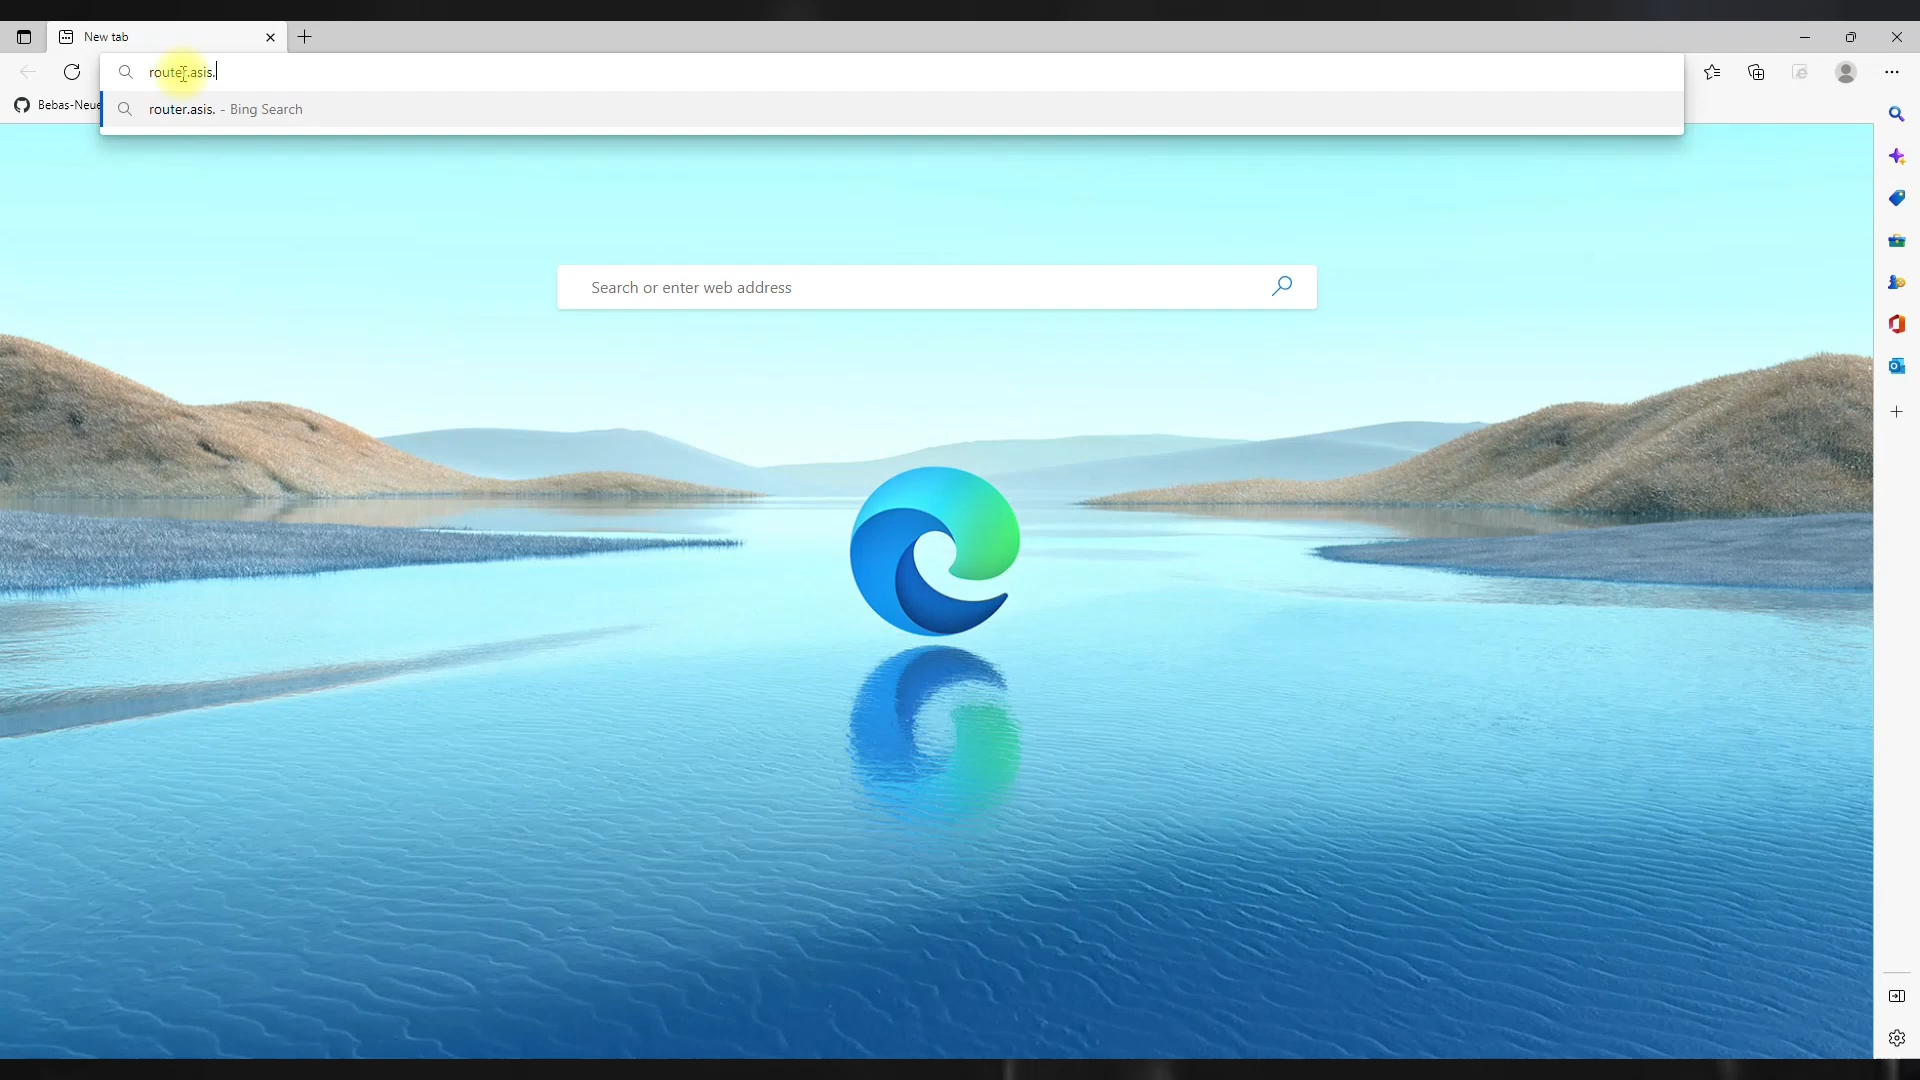 New tab
router.asis.
router.asis. - Bing Search
Bebas-Neue
Search or enter web address